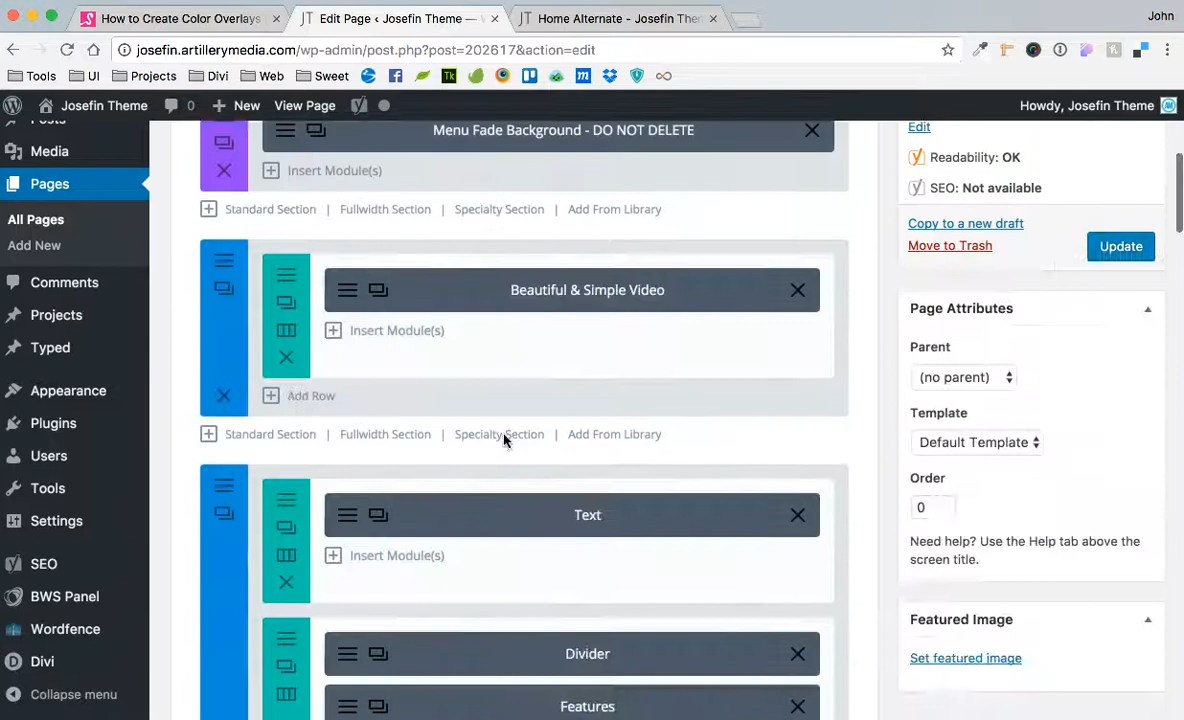 How to Create Color Overlays
JT Edit Page ‹ Josefin Theme — W
JT Home Alternate - Josefin The
John
josefin.artillerymedia.com/wp-admin/post.php?post=202617&action=edit
Tools UI Projects Divi Web Sweet
Josefin Theme 0 New View Page Howdy, Josefin Theme
Media
Pages
All Pages
Add New
Comments
Projects
Typed
Appearance
Plugins
Users
Tools
Settings
SEO
BWS Panel
Wordfence
Divi
Collapse menu
Menu Fade Background - DO NOT DELETE
Insert Module(s)
Standard Section | Fullwidth Section | Specialty Section | Add From Library
Beautiful & Simple Video
Insert Module(s)
Add Row
Standard Section | Fullwidth Section | Specialty Section | Add From Library
Text
Insert Module(s)
Divider
Features
Edit
Readability: OK
SEO: Not available
Copy to a new draft
Move to Trash
Update
Page Attributes
Parent
(no parent)
Template
Default Template
Order
0
Need help? Use the Help tab above the
screen title.
Featured Image
Set featured image